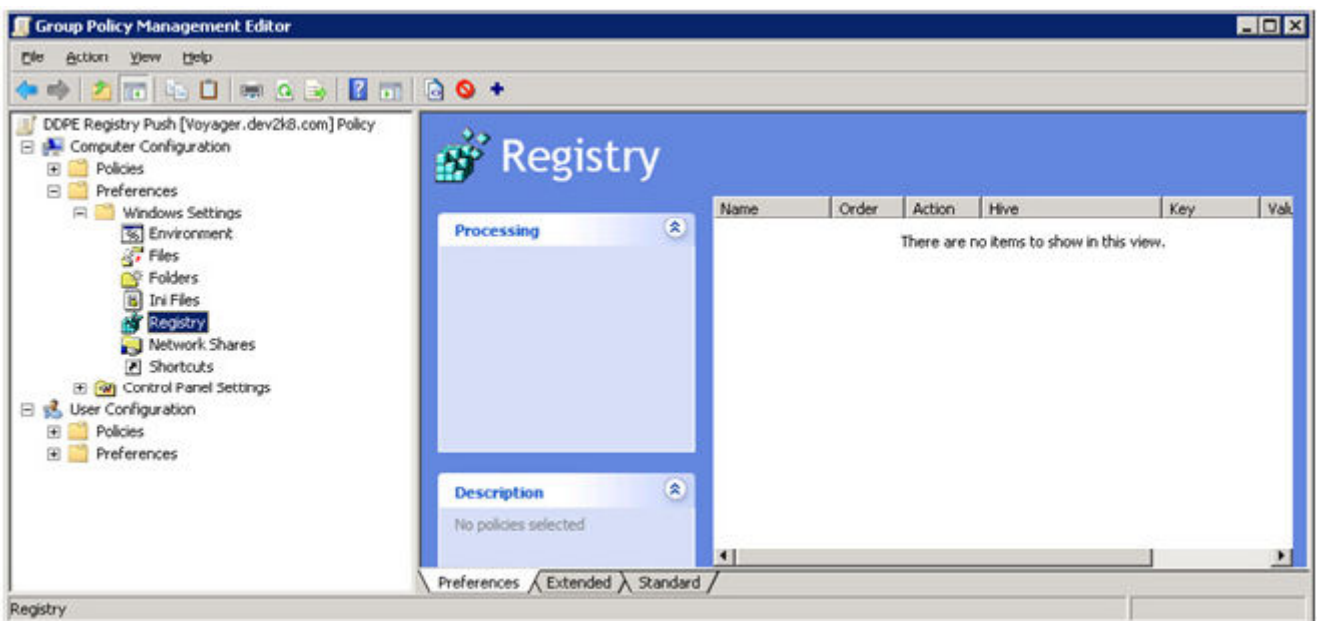 Group Policy Management Editor
File Action View Help
DDPE Registry Push [Voyager.dev2k8.com] Policy
Computer Configuration
Policies
Preferences
Windows Settings
Environment
Files
Folders
Ini Files
Registry
Network Shares
Shortcuts
Control Panel Settings
User Configuration
Policies
Preferences
Registry
Processing
Description
No policies selected
Name Order Action Hive Key Valu
There are no items to show in this view.
Preferences Extended Standard
Registry